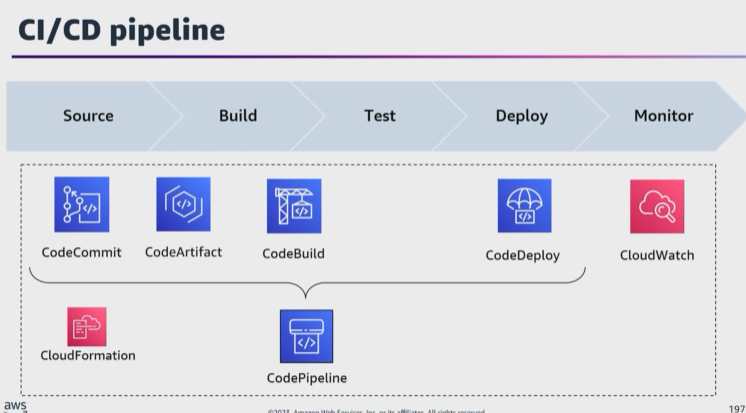 CI/CD pipeline
Source Build Test Deploy Monitor
CodeCommit CodeArtifact CodeBuild CodeDeploy CloudWatch
CloudFormation
CodePipeline
aws
©2023, Amazon Web Services, Inc. or its affiliates. All rights reserved.
197